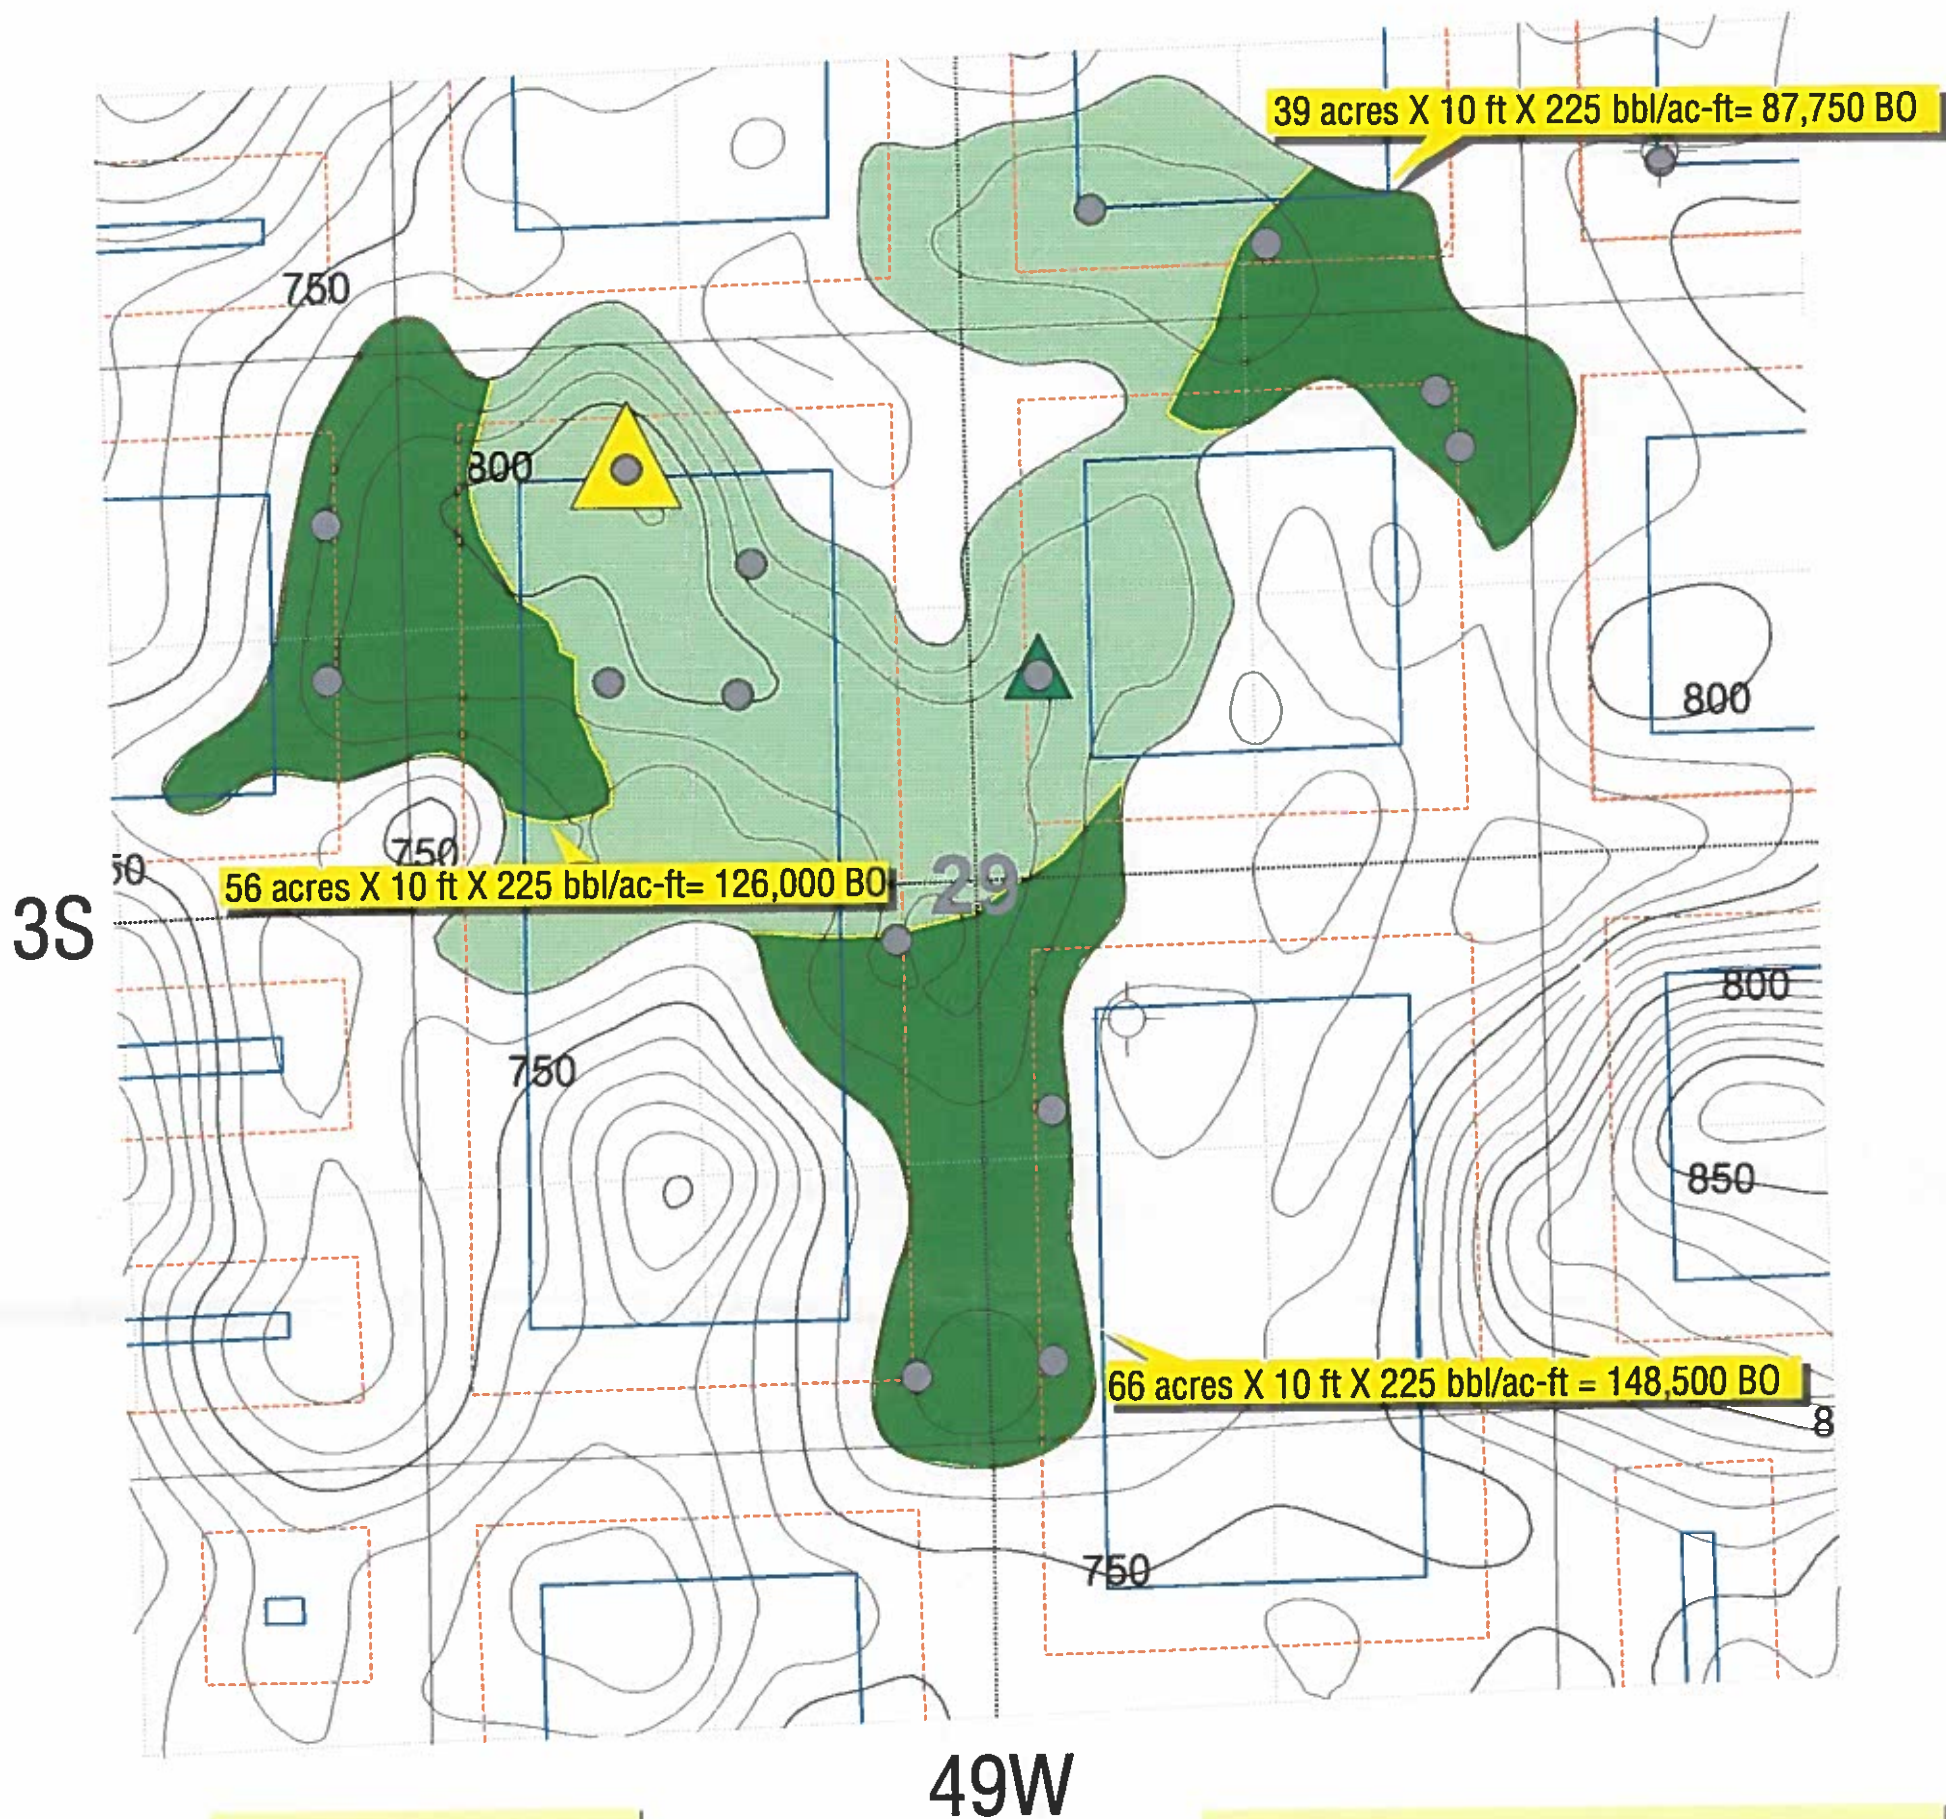 39 acres X 10 ft X 225 bbl/ac-ft= 87,750 BO
750
800
800
750
50
56 acres X 10 ft X 225 bbl/ac-ft= 126,000 BO
29
3S
800
750
850
66 acres X 10 ft X 225 bbl/ac-ft = 148,500 BO
8
750
49W